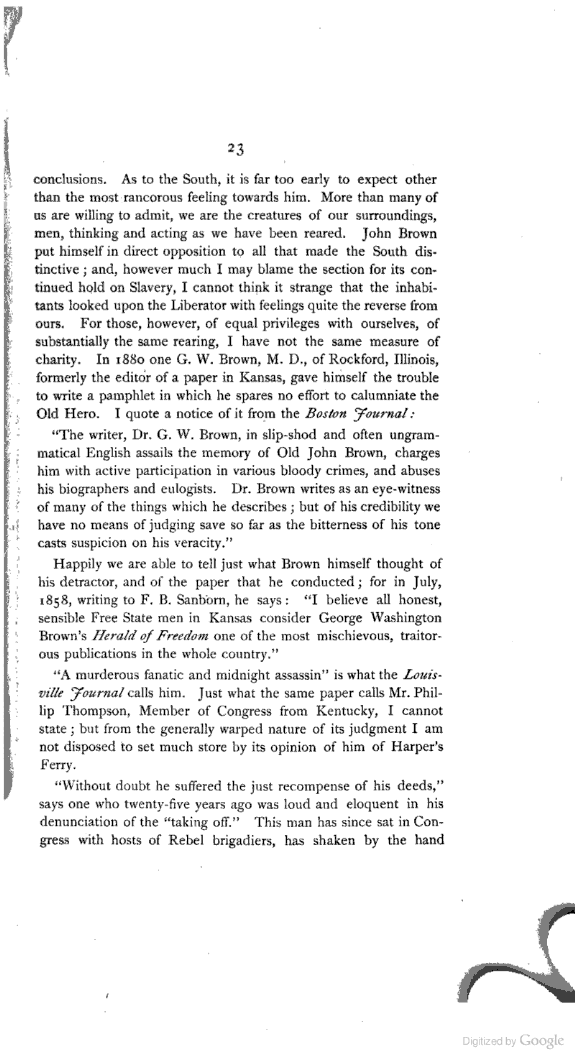 23
conclusions. As to the South, it is far too early to expect other
than the most rancorous feeling towards him. More than many of
us are willing to admit, we are the creatures of our surroundings,
men, thinking and acting as we have been reared. John Brown
put himself in direct opposition to all that made the South dis-
tinctive ; and, however much I may blame the section for its con-
tinued hold on Slavery, I cannot think it strange that the inhabi-
tants looked upon the Liberator with feelings quite the reverse from
ours. For those, however, of equal privileges with ourselves, of
substantially the same rearing, I have not the same measure of
charity. In 1880 one G. W. Brown, M. D., of Rockford, Illinois,
formerly the editor of a paper in Kansas, gave himself the trouble
to write a pamphlet in which he spares no effort to calumniate the
Old Hero. I quote a notice of it from the Boston Journal :
"The writer, Dr. G. W. Brown, in slip-shod and often ungram-
matical English assails the memory of Old John Brown, charges
him with active participation in various bloody crimes, and abuses
his biographers and eulogists. Dr. Brown writes as an eye-witness
of many of the things which he describes ; but of his credibility we
have no means of judging save so far as the bitterness of his tone
casts suspicion on his veracity."
Happily we are able to tell just what Brown himself thought of
his detractor, and of the paper that he conducted ; for in July,
1858, writing to F. B. Sanborn, he says : "I believe all honest,
sensible Free State men in Kansas consider George Washington
Brown's Herald of Freedom one of the most mischievous, traitor-
ous publications in the whole country."
"A murderous fanatic and midnight assassin" is what the Louis-
ville Journal calls him. Just what the same paper calls Mr. Phil-
lip Thompson, Member of Congress from Kentucky, I cannot
state ; but from the generally warped nature of its judgment I am
not disposed to set much store by its opinion of him of Harper's
Ferry.
"Without doubt he suffered the just recompense of his deeds,"
says one who twenty-five years ago was loud and eloquent in his
denunciation of the "taking off." This man has since sat in Con-
gress with hosts of Rebel brigadiers, has shaken by the hand
Digitized by Google